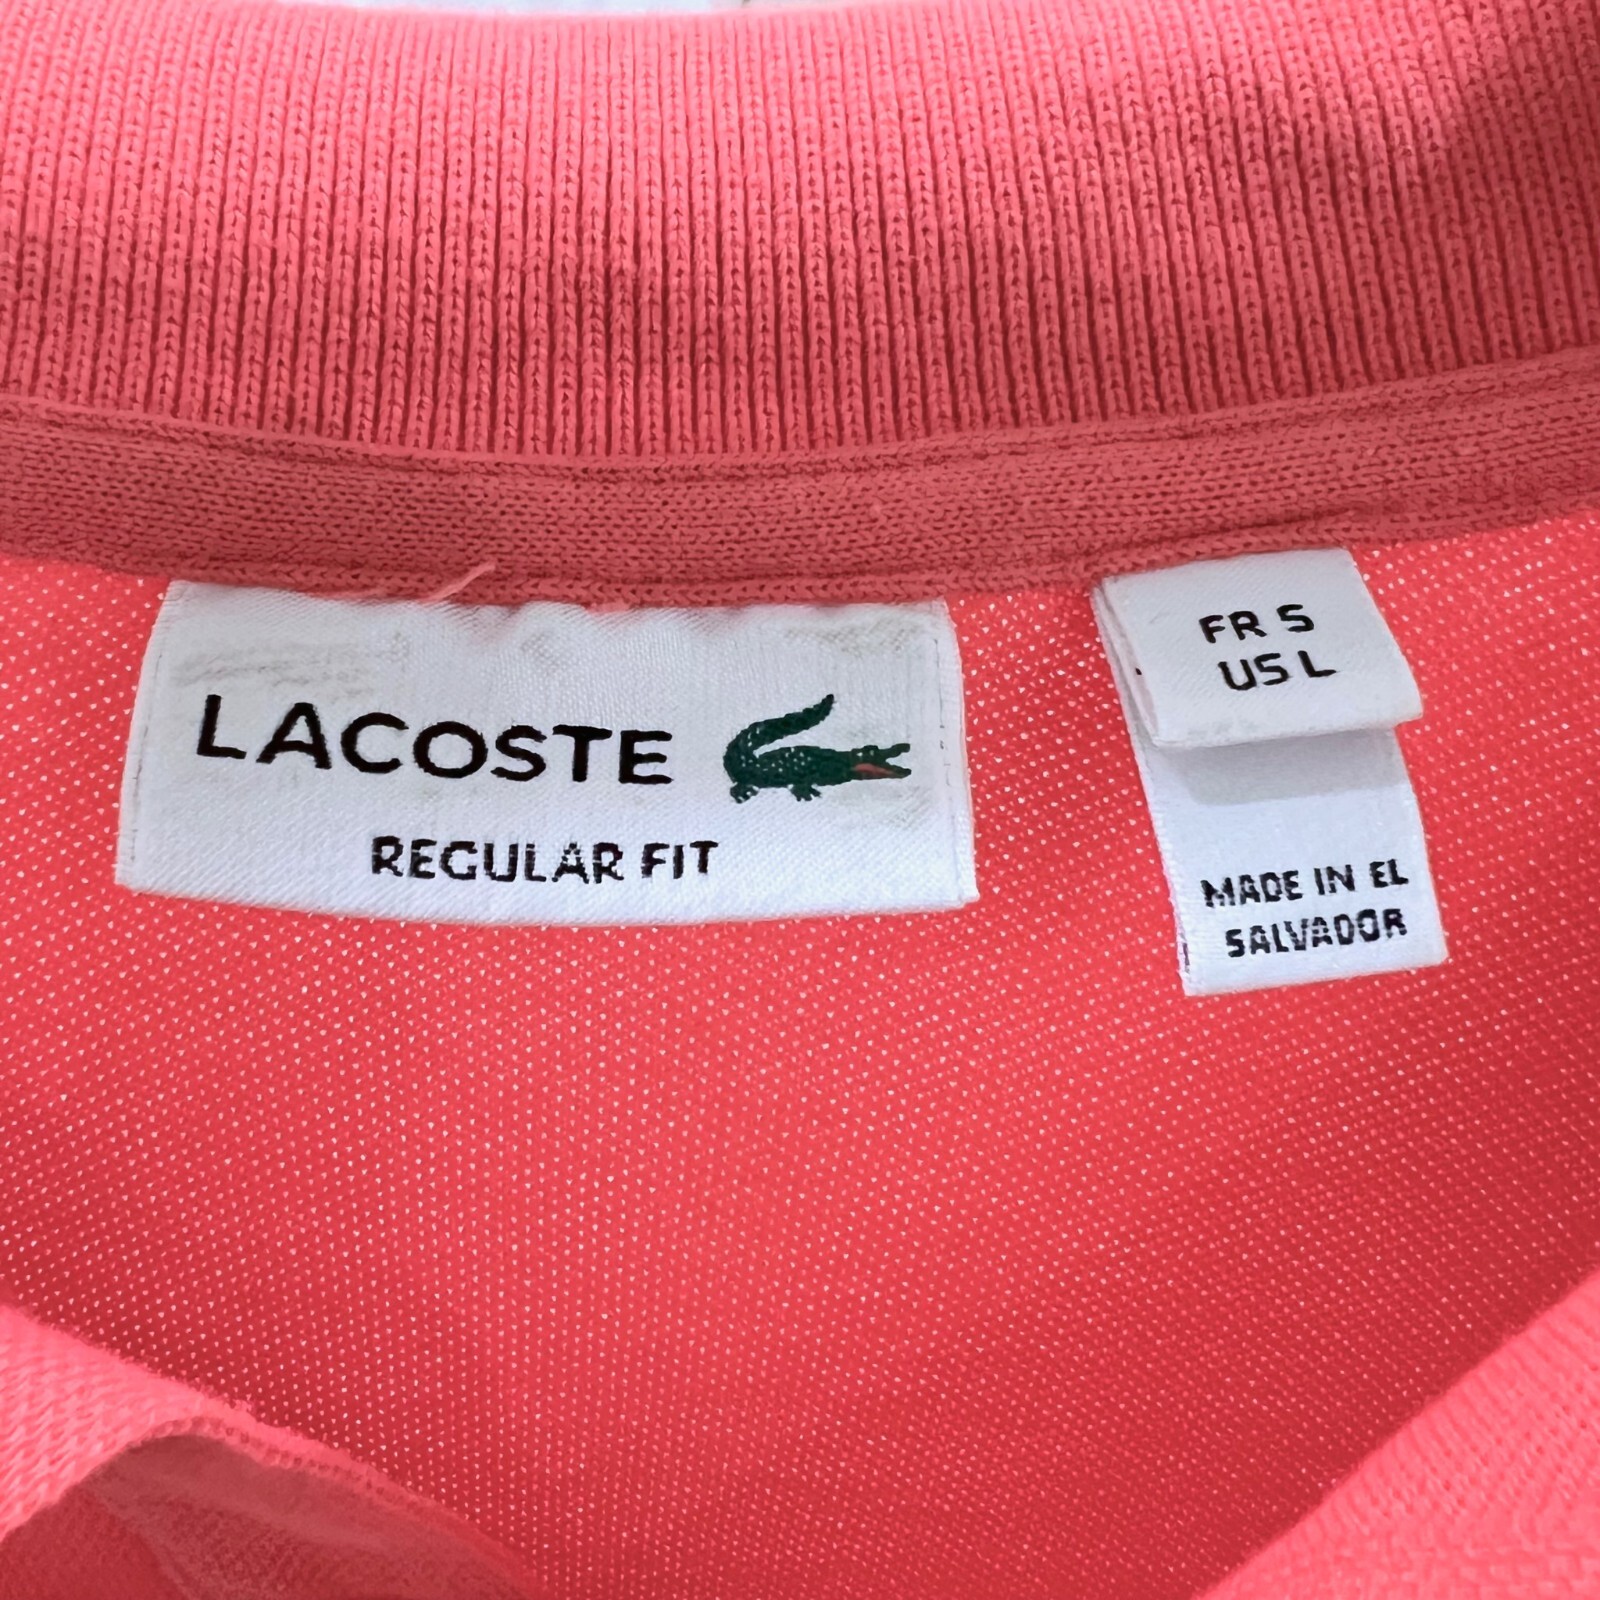 LACOSTE
REGULAR FIT
FR 5
US L
MADE IN EL
SALVADOR